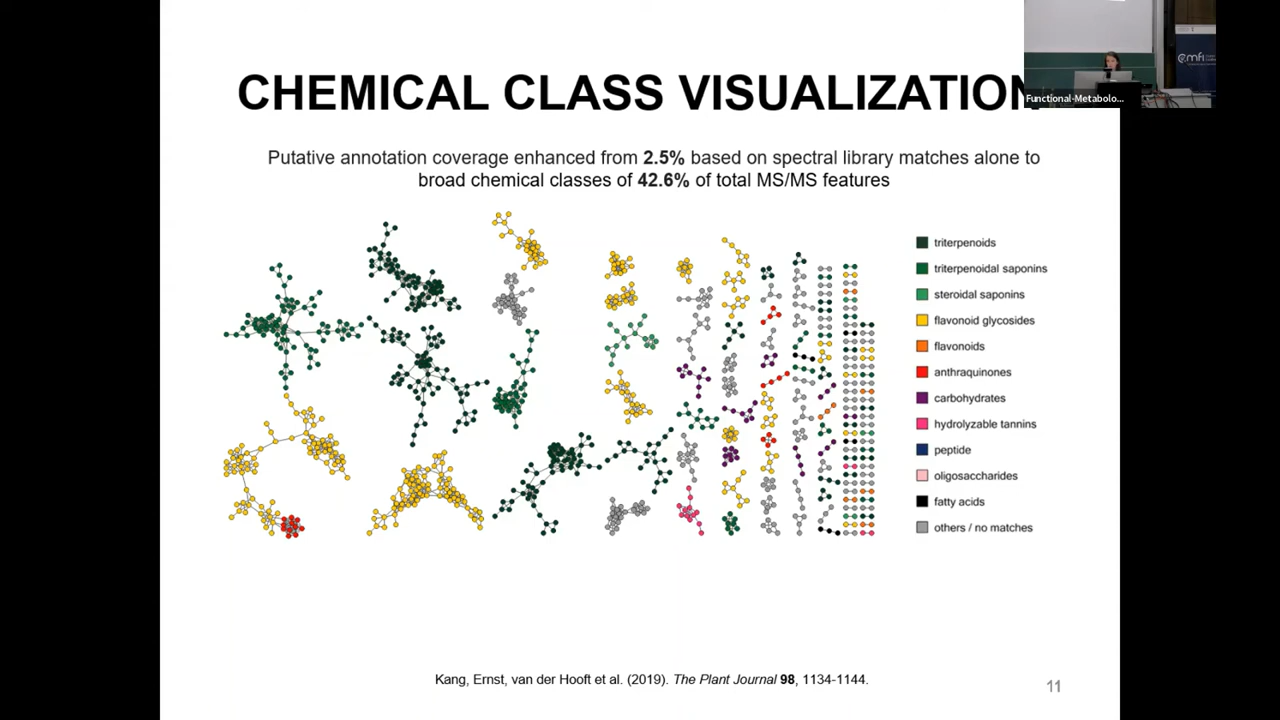 CHEMICAL CLASS VISUALIZATION
Functional-Metabolo...
Putative annotation coverage enhanced from 2.5% based on spectral library matches alone to
broad chemical classes of 42.6% of total MS/MS features
triterpenoids
triterpenoidal saponins
steroidal saponins
flavonoid glycosides
flavonoids
anthraquinones
carbohydrates
hydrolyzable tannins
peptide
oligosaccharides
fatty acids
others / no matches
Kang, Ernst, van der Hooft et al. (2019). The Plant Journal 98, 1134-1144.
11